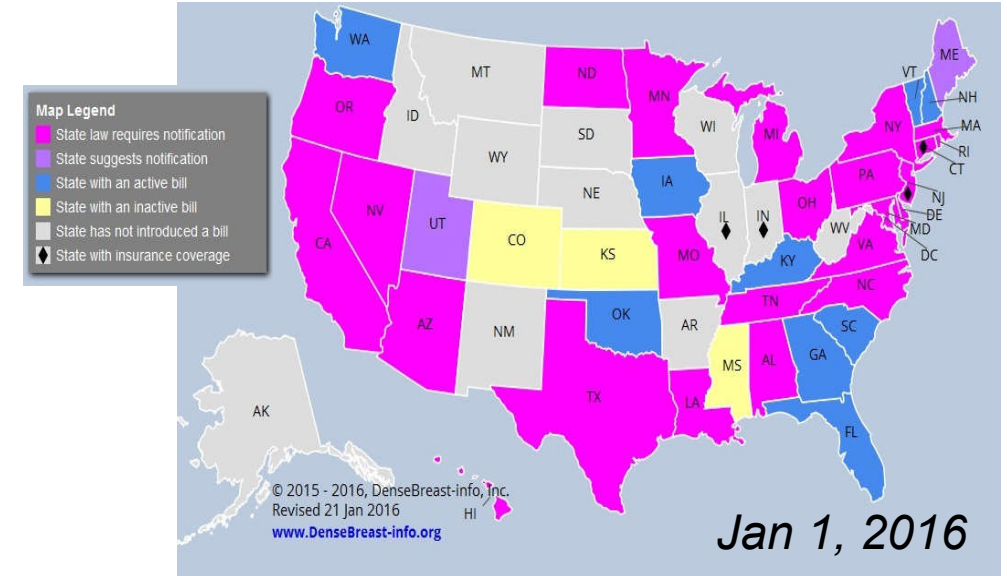 Map Legend
State law requires notification
State suggests notification
State with an active bill
State with an inactive bill
State has not introduced a bill
State with insurance coverage
WA
MT
ND
MN
ME
VT
NH
OR
ID
SD
WI
MI
NY
MA
RI
CT
WY
IA
PA
NJ
NE
OH
DE
MD
DC
NV
UT
CO
IL
IN
WV
VA
CA
KS
MO
KY
NC
TN
AZ
NM
OK
AR
SC
MS
AL
GA
TX
LA
AK
FL
HI
© 2015 - 2016, DenseBreast-info, Inc.
Revised 21 Jan 2016
www.DenseBreast-info.org
Jan 1, 2016